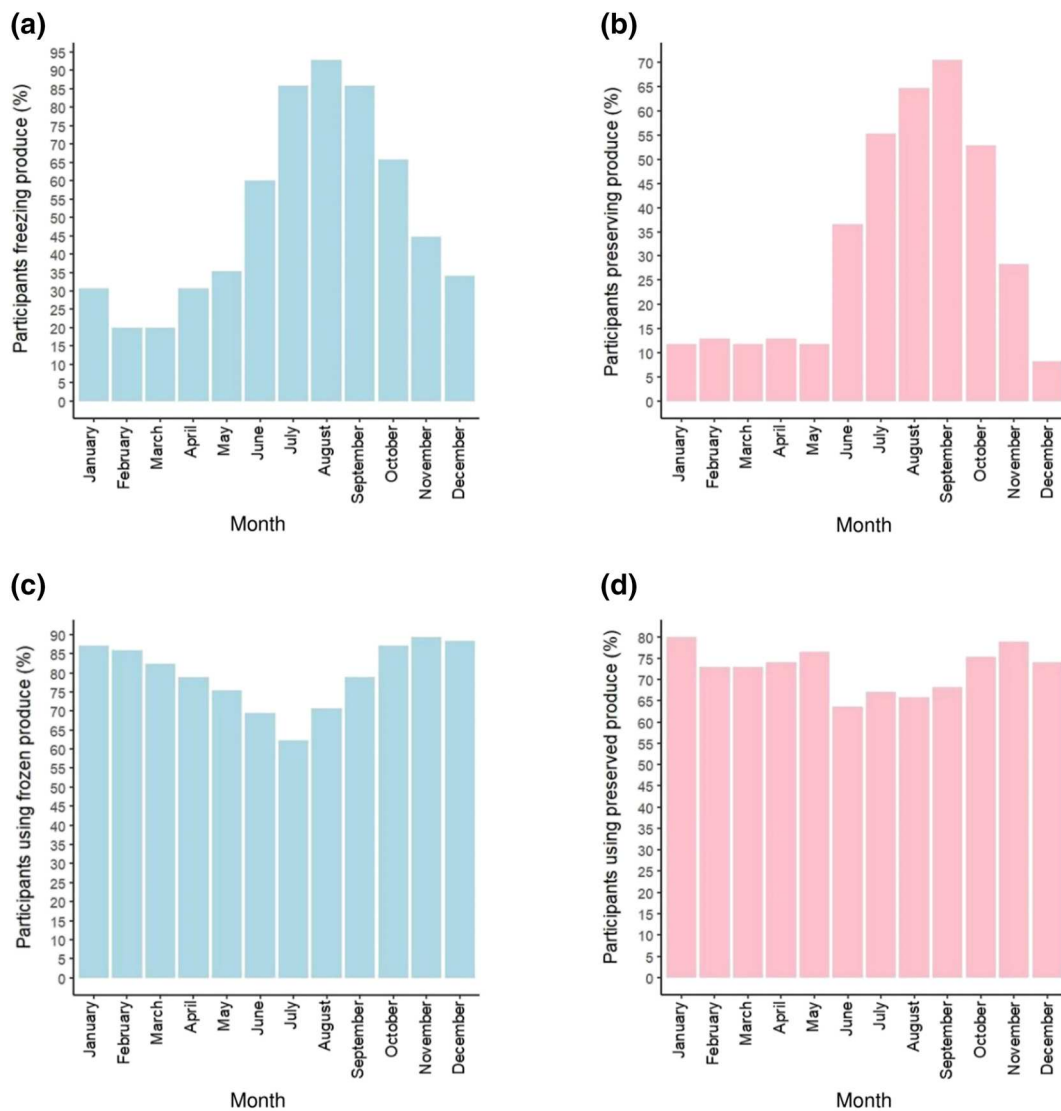 (a)
Participants freezing produce (%)
95
90
85
80
75
70
65
60
55
50
45
40
35
30
25
20
15
10
5
0
January
February
March
April
May
June
July
August
September
October
November
December
Month
(b)
Participants preserving produce (%)
70
65
60
55
50
45
40
35
30
25
20
15
10
5
0
January
February
March
April
May
June
July
August
September
October
November
December
Month
(c)
Participants using frozen produce (%)
90
85
80
75
70
65
60
55
50
45
40
35
30
25
20
15
10
5
0
January
February
March
April
May
June
July
August
September
October
November
December
Month
(d)
Participants using preserved produce (%)
80
75
70
65
60
55
50
45
40
35
30
25
20
15
10
5
0
January
February
March
April
May
June
July
August
September
October
November
December
Month